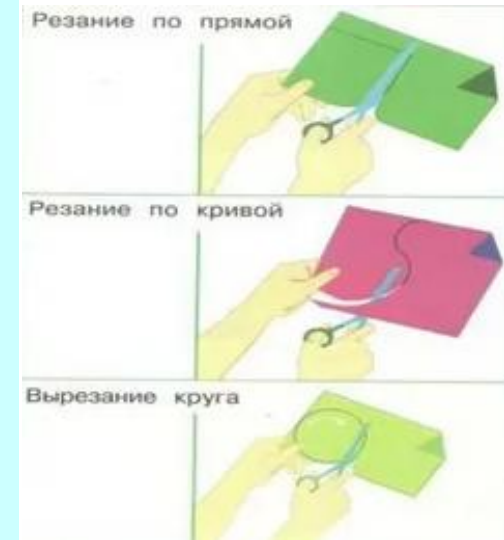 Резание по прямой
Резание по кривой
Вырезание круга